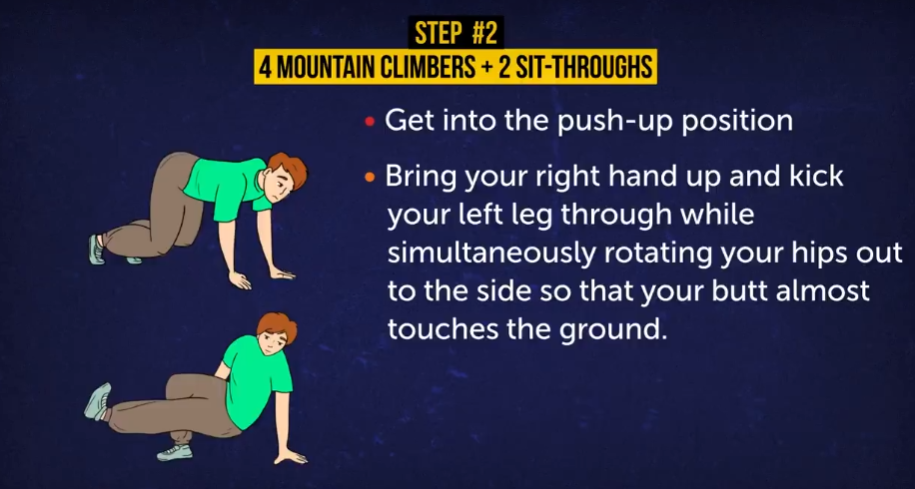 STEP #2
4 MOUNTAIN CLIMBERS + 2 SIT-THROUGHS
• Get into the push-up position
• Bring your right hand up and kick
your left leg through while
simultaneously rotating your hips out
to the side so that your butt almost
touches the ground.